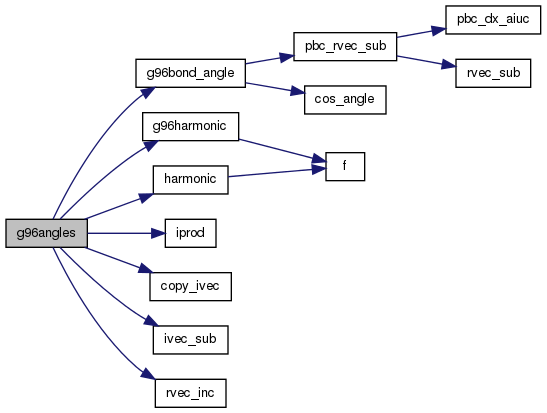 pbc_dx_aiuc
pbc_rvec_sub
g96bond_angle
rvec_sub
cos_angle
g96harmonic
f
harmonic
g96angles
iprod
copy_ivec
ivec_sub
rvec_inc